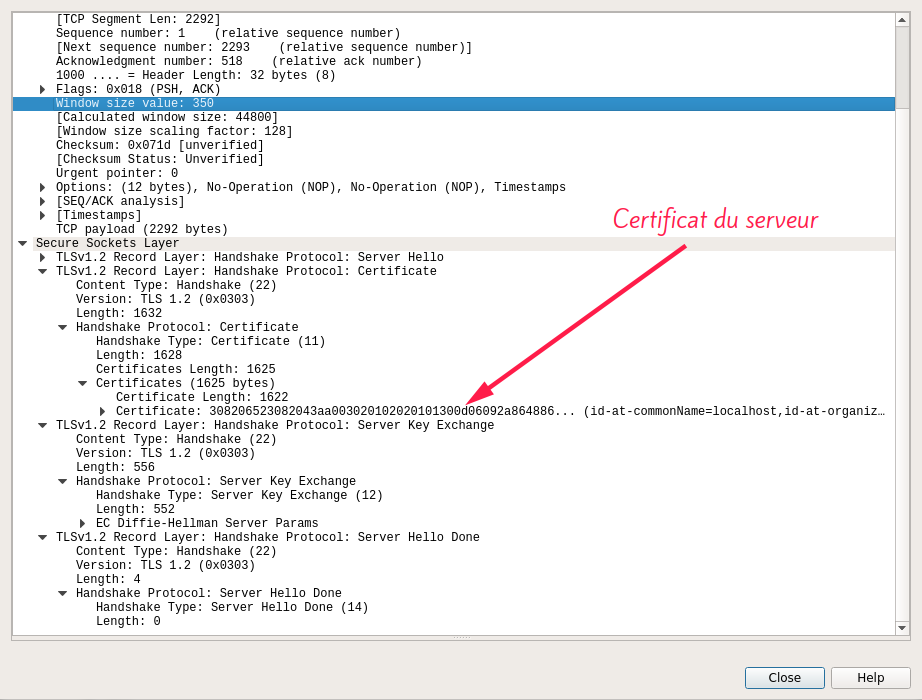 [TCP Segment Len: 2292]
Sequence number: 1    (relative sequence number)
[Next sequence number: 2293    (relative sequence number)]
Acknowledgment number: 518    (relative ack number)
1000 .... = Header Length: 32 bytes (8)
Flags: 0x018 (PSH, ACK)
Window size value: 350
[Calculated window size: 44800]
[Window size scaling factor: 128]
Checksum: 0x071d [unverified]
[Checksum Status: Unverified]
Urgent pointer: 0
Options: (12 bytes), No-Operation (NOP), No-Operation (NOP), Timestamps
[SEQ/ACK analysis]
[Timestamps]
Certificat du serveur
TCP payload (2292 bytes)
Secure Sockets Layer
TLSv1.2 Record Layer: Handshake Protocol: Server Hello
TLSv1.2 Record Layer: Handshake Protocol: Certificate
Content Type: Handshake (22)
Version: TLS 1.2 (0x0303)
Length: 1632
Handshake Protocol: Certificate
Handshake Type: Certificate (11)
Length: 1628
Certificates Length: 1625
Certificates (1625 bytes)
Certificate Length: 1622
Certificate: 308206523082043aa003020102020101300d06092a864886... (id-at-commonName=localhost,id-at-organiz…
TLSv1.2 Record Layer: Handshake Protocol: Server Key Exchange
Content Type: Handshake (22)
Version: TLS 1.2 (0x0303)
Length: 556
Handshake Protocol: Server Key Exchange
Handshake Type: Server Key Exchange (12)
Length: 552
EC Diffie-Hellman Server Params
TLSv1.2 Record Layer: Handshake Protocol: Server Hello Done
Content Type: Handshake (22)
Version: TLS 1.2 (0x0303)
Length: 4
Handshake Protocol: Server Hello Done
Handshake Type: Server Hello Done (14)
Length: 0
Close
Help